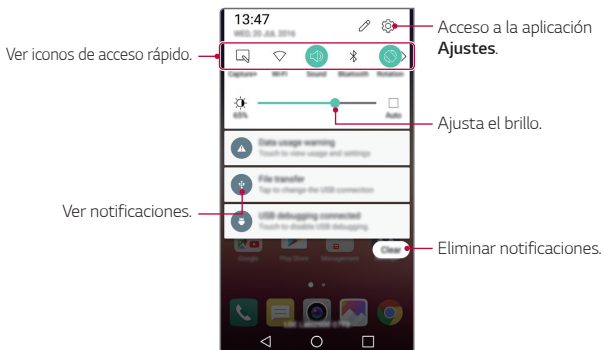 13:47
WED, 20 JUL 2016
Acceso a la aplicación
Ajustes.
Ver iconos de acceso rápido.
Capture+ Wi-Fi Sound Bluetooth Rotation
65% Auto
Ajusta el brillo.
Data usage warning
Touch to view usage and settings
File transfer
Tap to change the USB connection
Ver notificaciones.
USB debugging connected
Touch to disable USB debugging.
Clear
Eliminar notificaciones.
Google Play Store Management